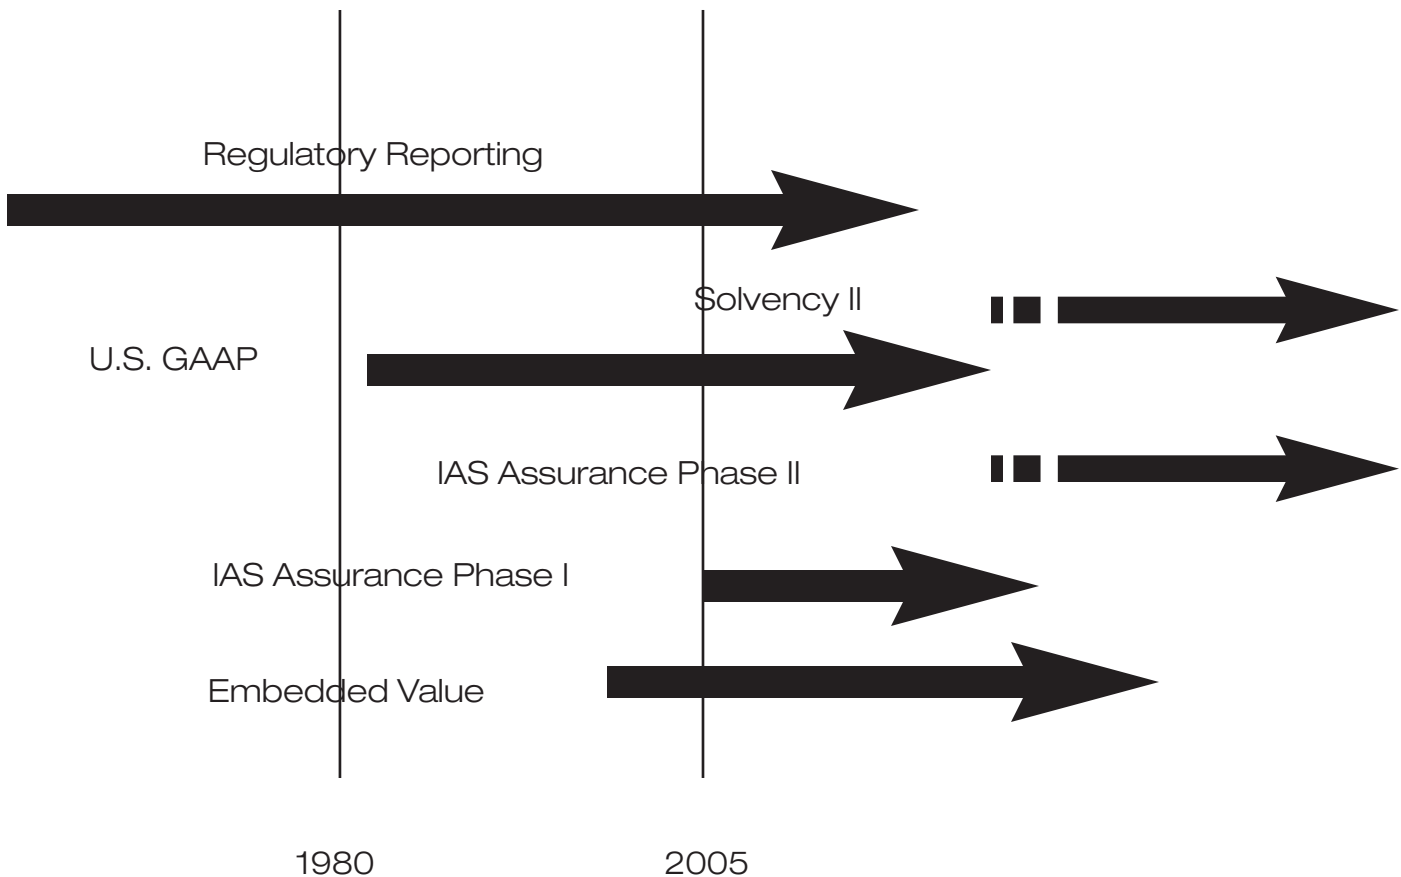 Regulatory Reporting
Solvency II
U.S. GAAP
IAS Assurance Phase II
IAS Assurance Phase I
Embedded Value
1980 2005